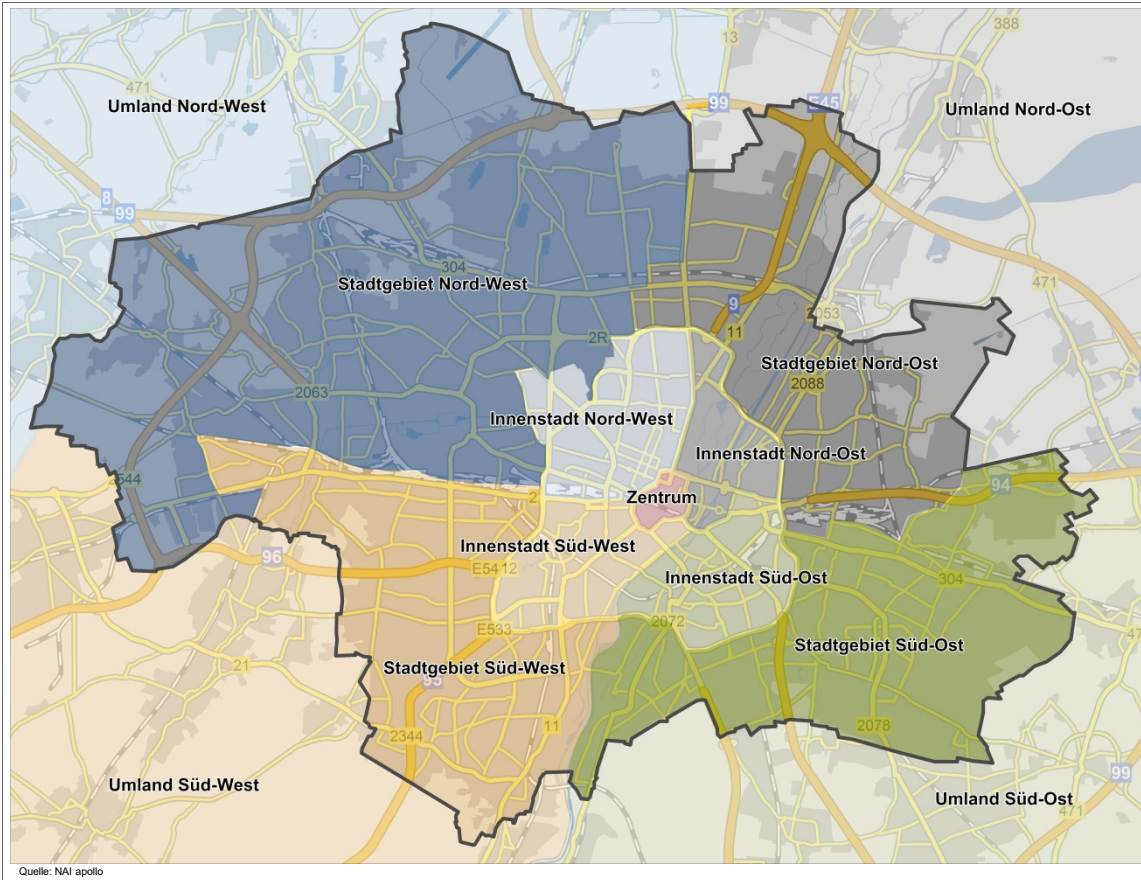 388
13
471
99
E45
Umland Nord-West
Umland Nord-Ost
8
99
304
Stadtgebiet Nord-West
471
9
2053
11
2R
Stadtgebiet Nord-Ost
2088
2063
Innenstadt Nord-West
Innenstadt Nord-Ost
2544
94
Zentrum
2
Innenstadt Süd-West
96
E54 12
Innenstadt Süd-Ost
304
2072
E533
Stadtgebiet Süd-Ost
21
Stadtgebiet Süd-West
95
2344
11
2078
99
Umland Süd-West
Umland Süd-Ost
471
Quelle: NAI apollo